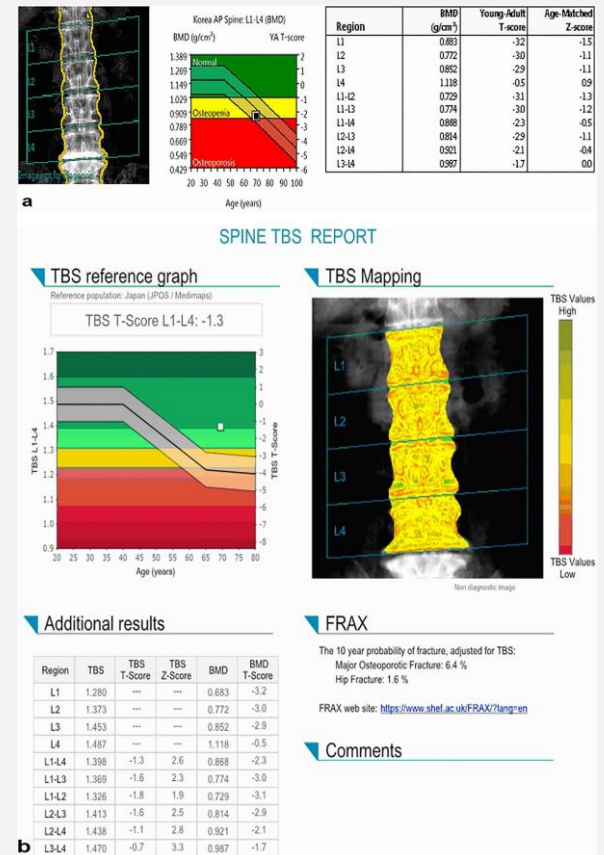 Korea AP Spine: L1-L4 (BMD)
BMD (g/cm²) YA T-score
1.389 2
1.269 1
1.149 0
1.029 -1
0.909 -2
0.789 -3
0.669 -4
0.549 -5
0.429 -6
Normal
Osteopenia
Osteoporosis
20 30 40 50 60 70 80 90 100
Age (years)
L1
L2
L3
L4
Region BMD (g/cm²) Young-Adult T-score Age-Matched Z-score
L1 0.683 -3.2 -1.5
L2 0.772 -3.0 -1.1
L3 0.852 -2.9 -1.1
L4 1.118 -0.5 0.9
L1-L2 0.729 -3.1 -1.3
L1-L3 0.774 -3.0 -1.2
L1-L4 0.868 -2.3 -0.5
L2-L3 0.814 -2.9 -1.1
L2-L4 0.921 -2.1 -0.4
L3-L4 0.987 -1.7 0.0
a
SPINE TBS REPORT
TBS reference graph
Reference population: Japan (JPOS / Medimaps)
TBS T-Score L1-L4: -1.3
1.7 3
1.6 2
1.5 1
1.4 0
1.3 -1
1.2 -2
1.1 -3
1.0 -4
0.9 -5
-6
-7
-8
TBS L1-L4
TBS T-Score
20 25 30 35 40 45 50 55 60 65 70 75 80
Age (years)
TBS Mapping
TBS Values
High
L1
L2
L3
L4
TBS Values
Low
Non diagnostic image
Additional results
Region TBS TBS T-Score TBS Z-Score BMD BMD T-Score
L1 1.280 --- --- 0.683 -3.2
L2 1.373 --- --- 0.772 -3.0
L3 1.453 --- --- 0.852 -2.9
L4 1.487 --- --- 1.118 -0.5
L1-L4 1.398 -1.3 2.6 0.868 -2.3
L1-L3 1.369 -1.6 2.3 0.774 -3.0
L1-L2 1.326 -1.8 1.9 0.729 -3.1
L2-L3 1.413 -1.6 2.5 0.814 -2.9
L2-L4 1.438 -1.1 2.8 0.921 -2.1
L3-L4 1.470 -0.7 3.3 0.987 -1.7
FRAX
The 10 year probability of fracture, adjusted for TBS:
Major Osteoporotic Fracture: 6.4 %
Hip Fracture: 1.6 %
FRAX web site: https://www.shef.ac.uk/FRAX/?lang=en
Comments
b